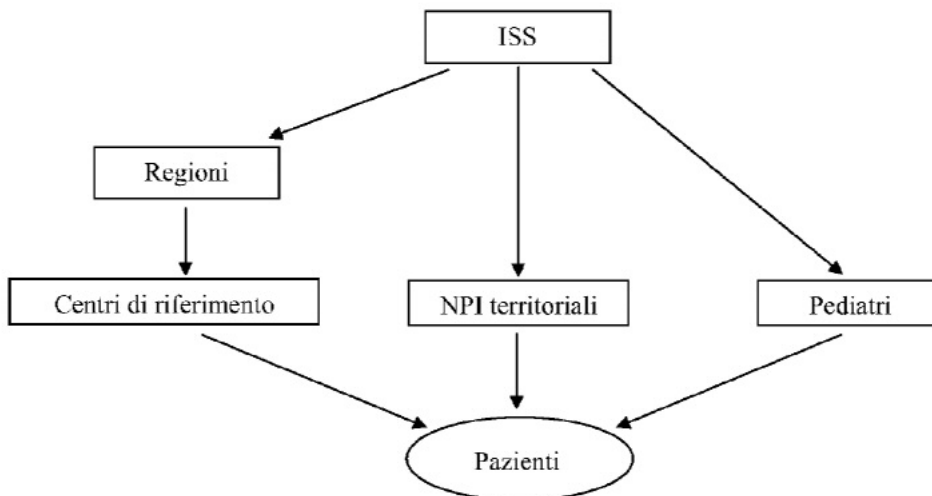 ISS
Regioni
Centri di riferimento
NPI territoriali
Pediatri
Pazienti